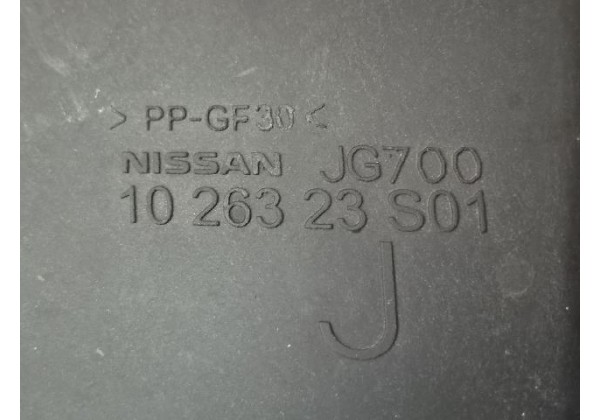 > PP-GF30 <
NISSAN JG700
10 263 23 S01
J